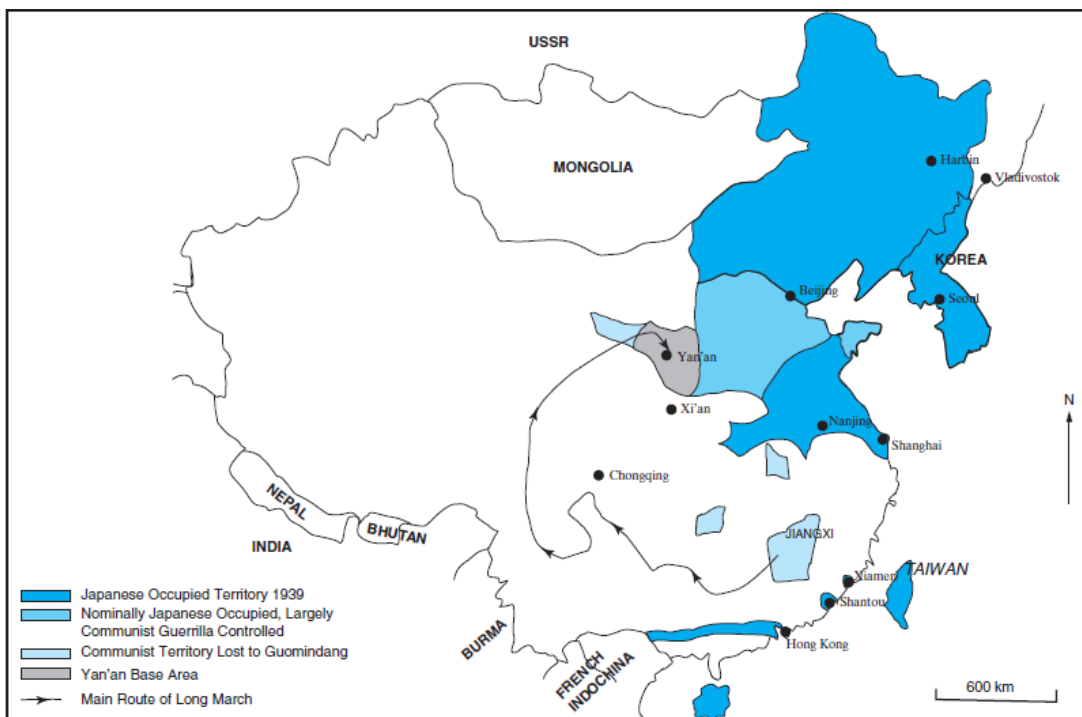 USSR
MONGOLIA
Harbin
Vladivostok
KOREA
Beijing
Seoul
Yan'an
Xi'an
N
Nanjing
Shanghai
Chongqing
NEPAL
BHUTAN
INDIA
JIANGXI
TAIWAN
Xiamen
Shantou
Hong Kong
BURMA
FRENCH
INDOCHINA
Japanese Occupied Territory 1939
Nominally Japanese Occupied, Largely
Communist Guerrilla Controlled
Communist Territory Lost to Guomindang
Yan'an Base Area
Main Route of Long March
600 km